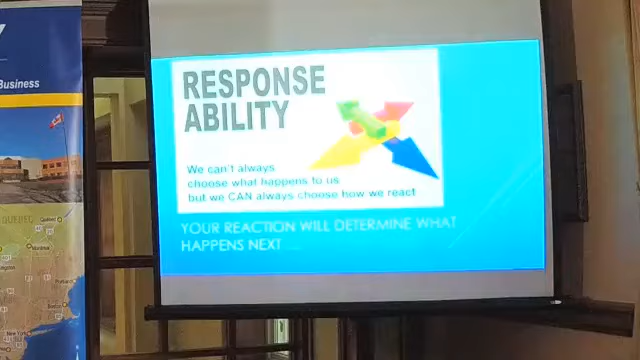 Business
QUEBEC
RESPONSE
ABILITY
We can't always
choose what happens to us
but we CAN always choose how we react
YOUR REACTION WILL DETERMINE WHAT
HAPPENS NEXT....